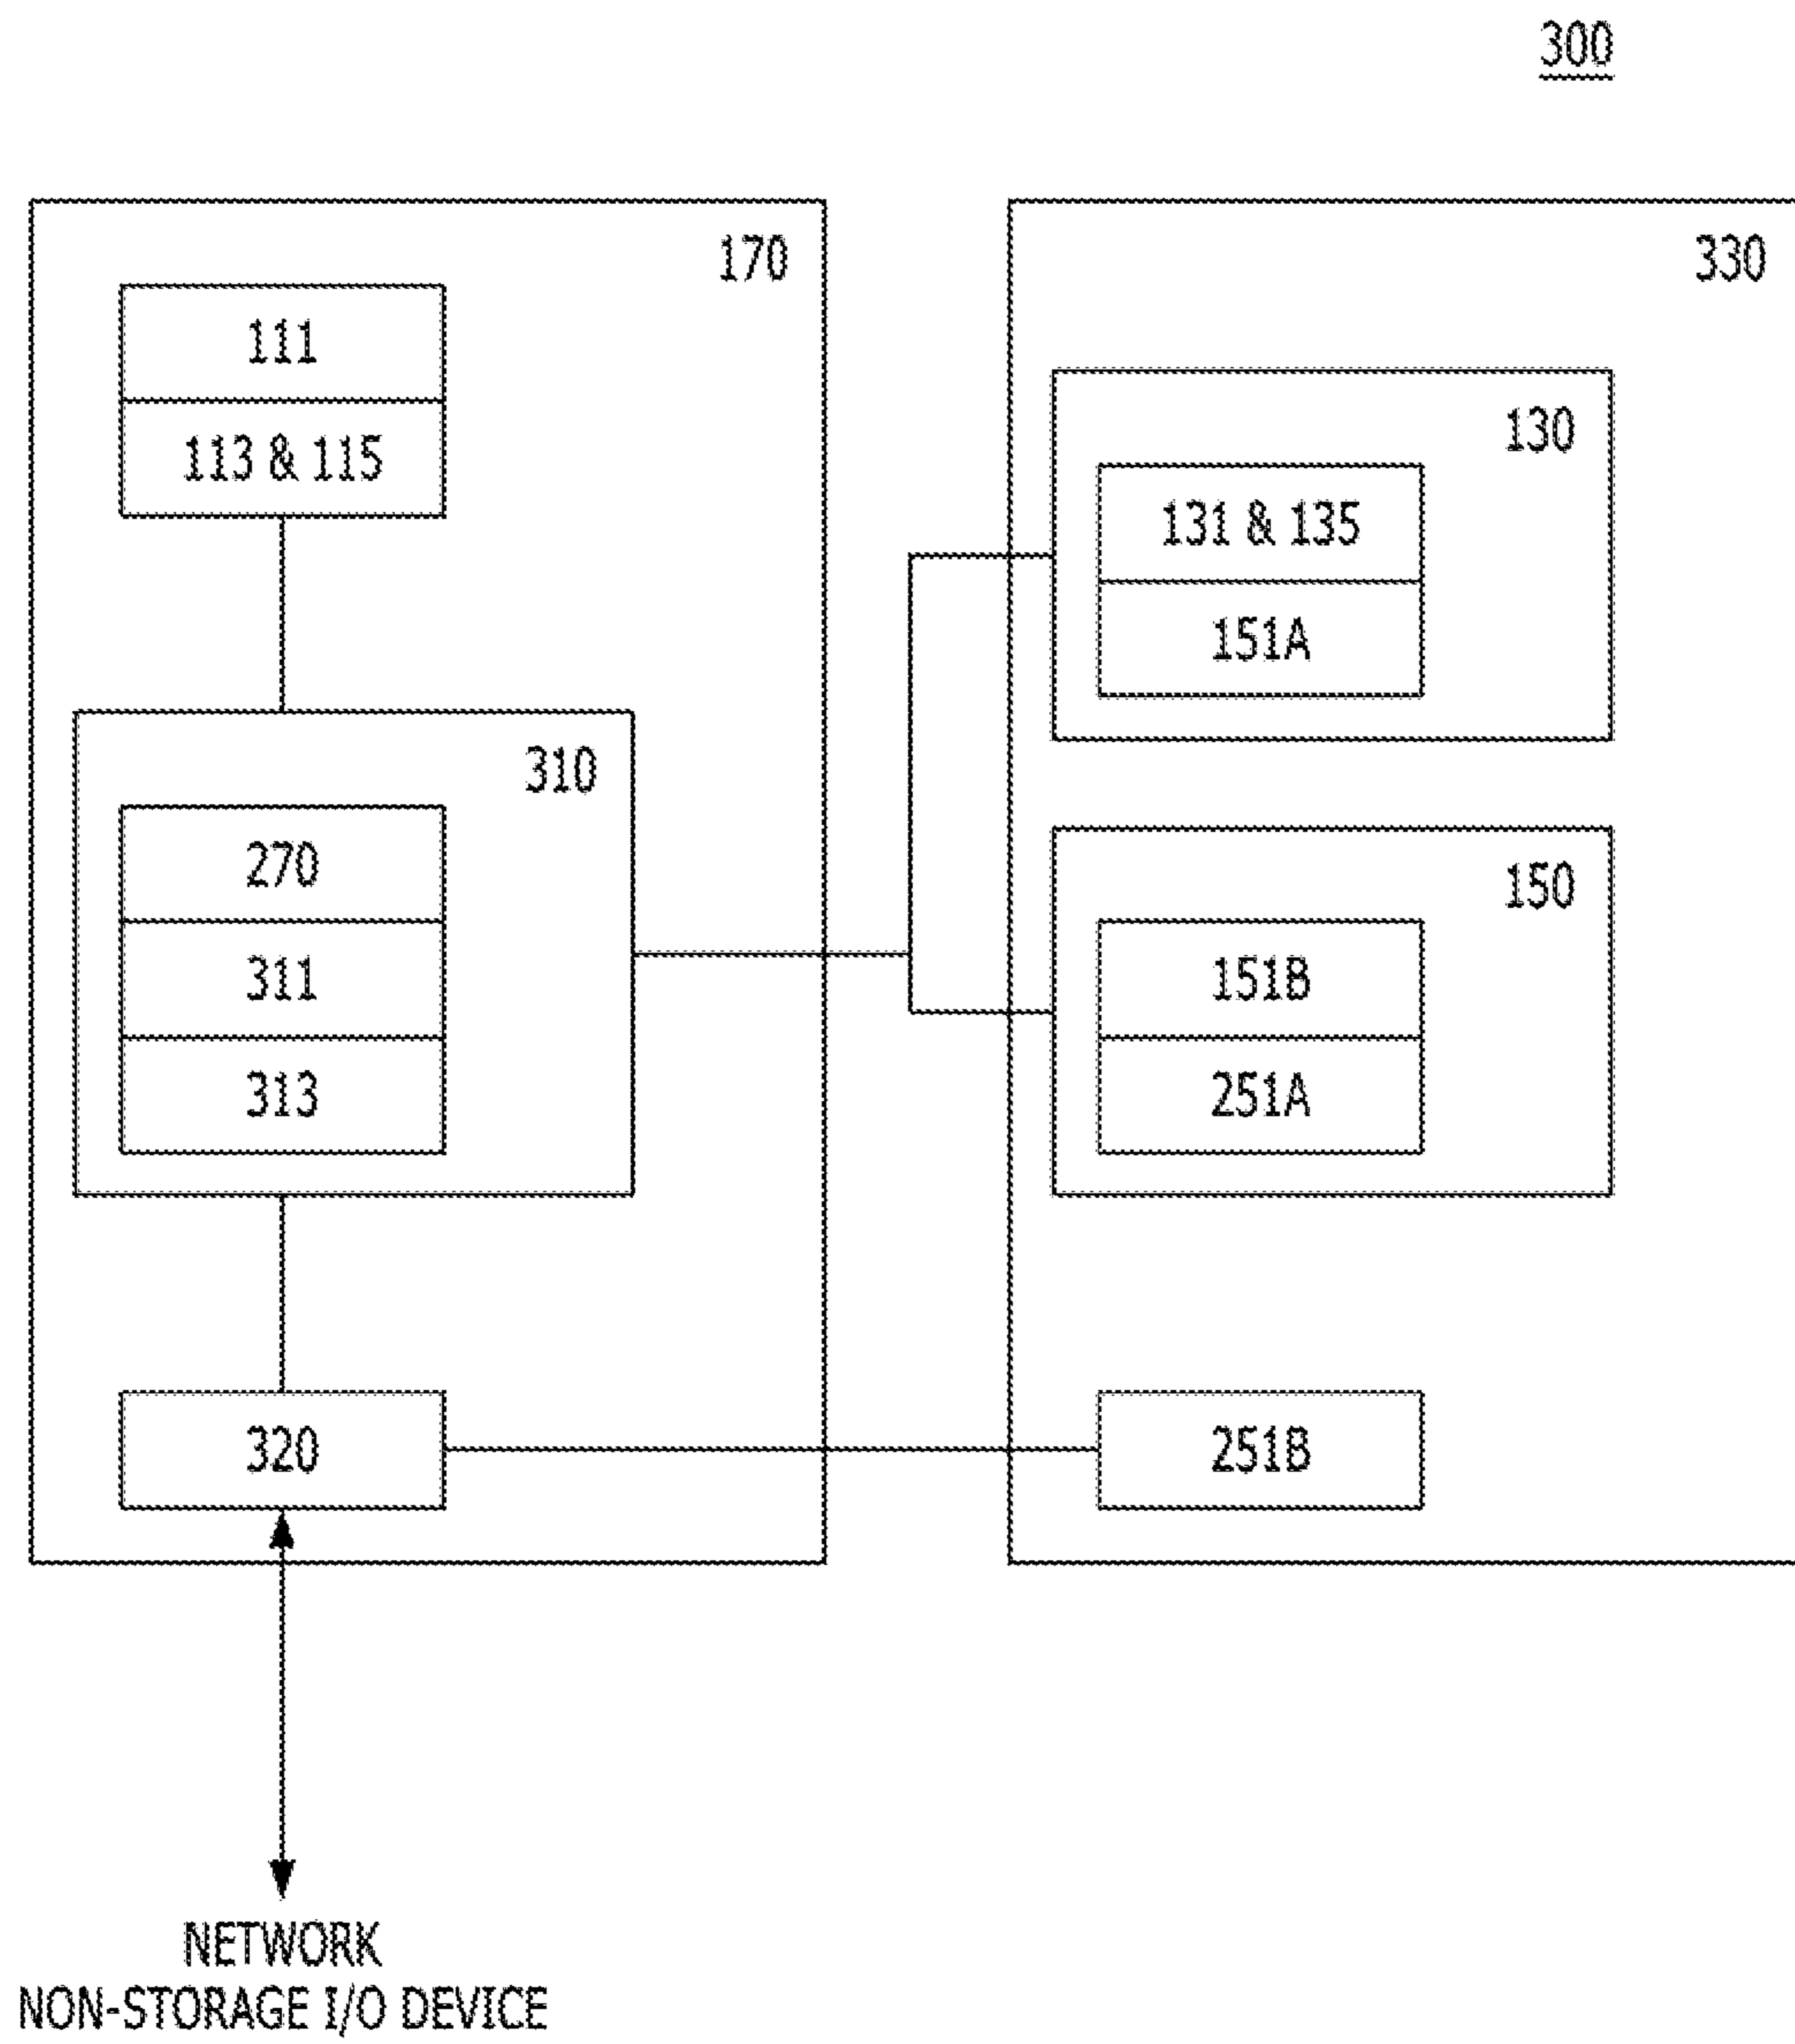 300
170
111
113 & 115
310
270
311
313
320
330
130
131 & 135
151A
150
151B
251A
251B
NETWORK
NON-STORAGE I/O DEVICE